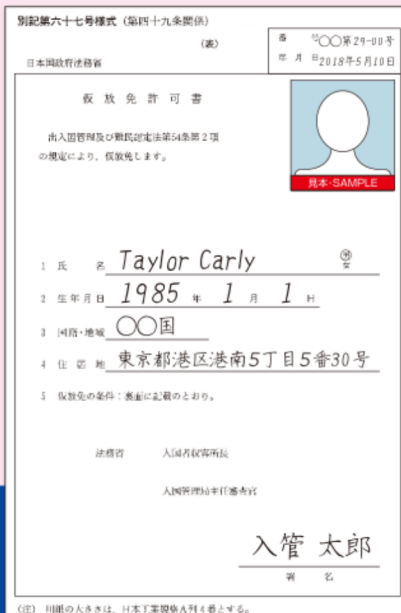 別記第六十七号様式(第四十九条関係)
(表)
日本国政府法務省
番 号〇〇第29-00号
年 月 日2018年5月10日
仮 放 免 許 可 書
出入国管理及び難民認定法第54条第2項
の規定により、仮放免します。
見本・SAMPLE
1 氏 名 Taylor Carly 男 女
2 生年月日 1985 年 1 月 1 日
3 国籍・地域 〇〇国
4 住居地 東京都港区港南5丁目5番30号
5 仮放免の条件:裏面に記載のとおり。
法務省 入国者収容所長
入国管理局主任審査官
入管 太郎
署 名
(注) 用紙の大きさは、日本工業規格A列4番とする。